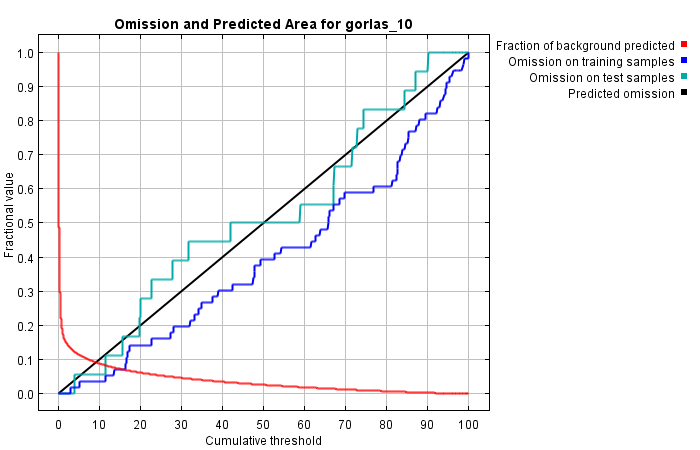 Omission and Predicted Area for gorlas_10
Fraction of background predicted
Omission on training samples
Omission on test samples
Predicted omission
Fractional value
1.0
0.9
0.8
0.7
0.6
0.5
0.4
0.3
0.2
0.1
0.0
0 10 20 30 40 50 60 70 80 90 100
Cumulative threshold